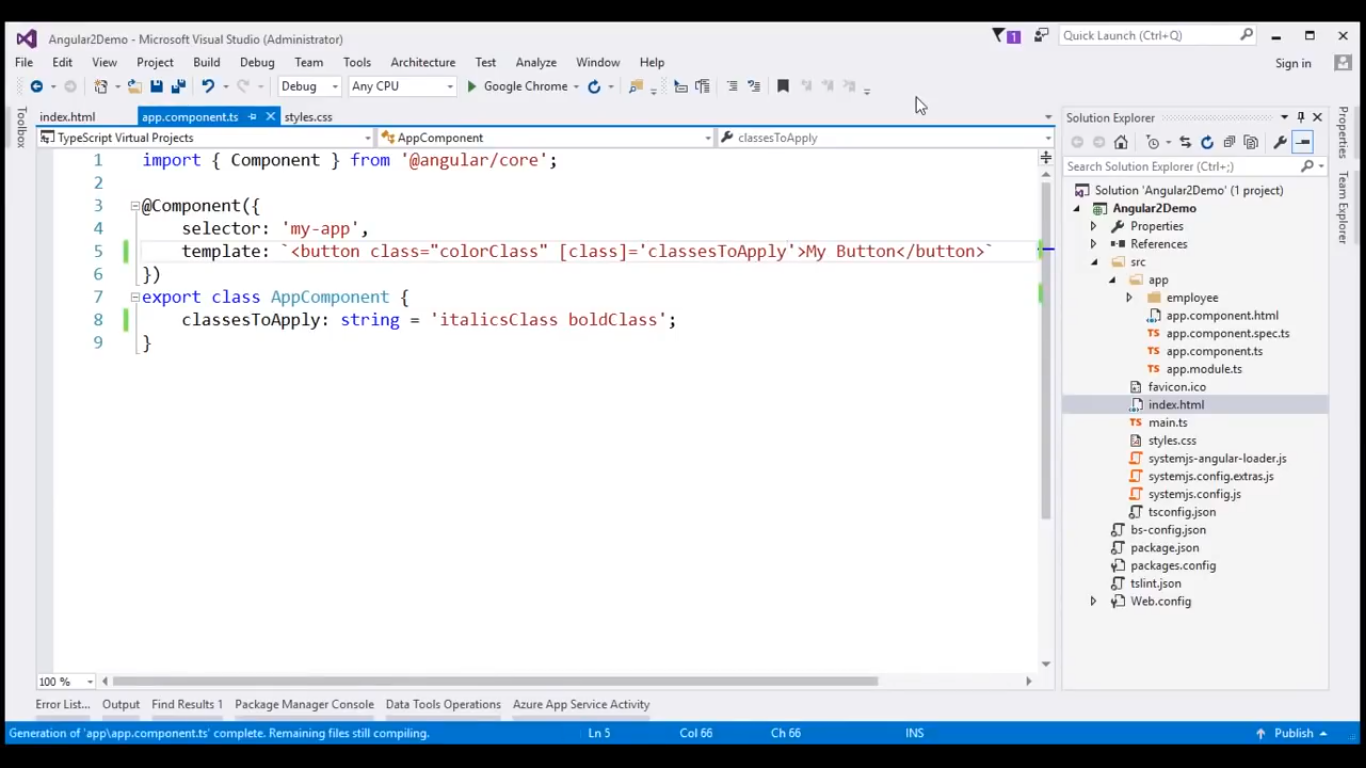 Angular2Demo - Microsoft Visual Studio (Administrator)
1
Quick Launch (Ctrl+Q)
File Edit View Project Build Debug Team Tools Architecture Test Analyze Window Help
Sign in
Debug Any CPU Google Chrome
Toolbox
index.html app.component.ts styles.css
TypeScript Virtual Projects AppComponent classesToApply
1 import { Component } from '@angular/core';
2
3 @Component({
4 selector: 'my-app',
5 template: `<button class="colorClass" [class]='classesToApply'>My Button</button>`
6 })
7 export class AppComponent {
8 classesToApply: string = 'italicsClass boldClass';
9 }
100 %
Solution Explorer
Search Solution Explorer (Ctrl+;)
Solution 'Angular2Demo' (1 project)
Angular2Demo
Properties
References
src
app
employee
app.component.html
TS app.component.spec.ts
TS app.component.ts
TS app.module.ts
favicon.ico
index.html
TS main.ts
styles.css
systemjs-angular-loader.js
systemjs.config.extras.js
systemjs.config.js
tsconfig.json
bs-config.json
package.json
packages.config
tslint.json
Web.config
Properties
Team Explorer
Error List... Output Find Results 1 Package Manager Console Data Tools Operations Azure App Service Activity
Generation of 'app\app.component.ts' complete. Remaining files still compiling. Ln 5 Col 66 Ch 66 INS Publish